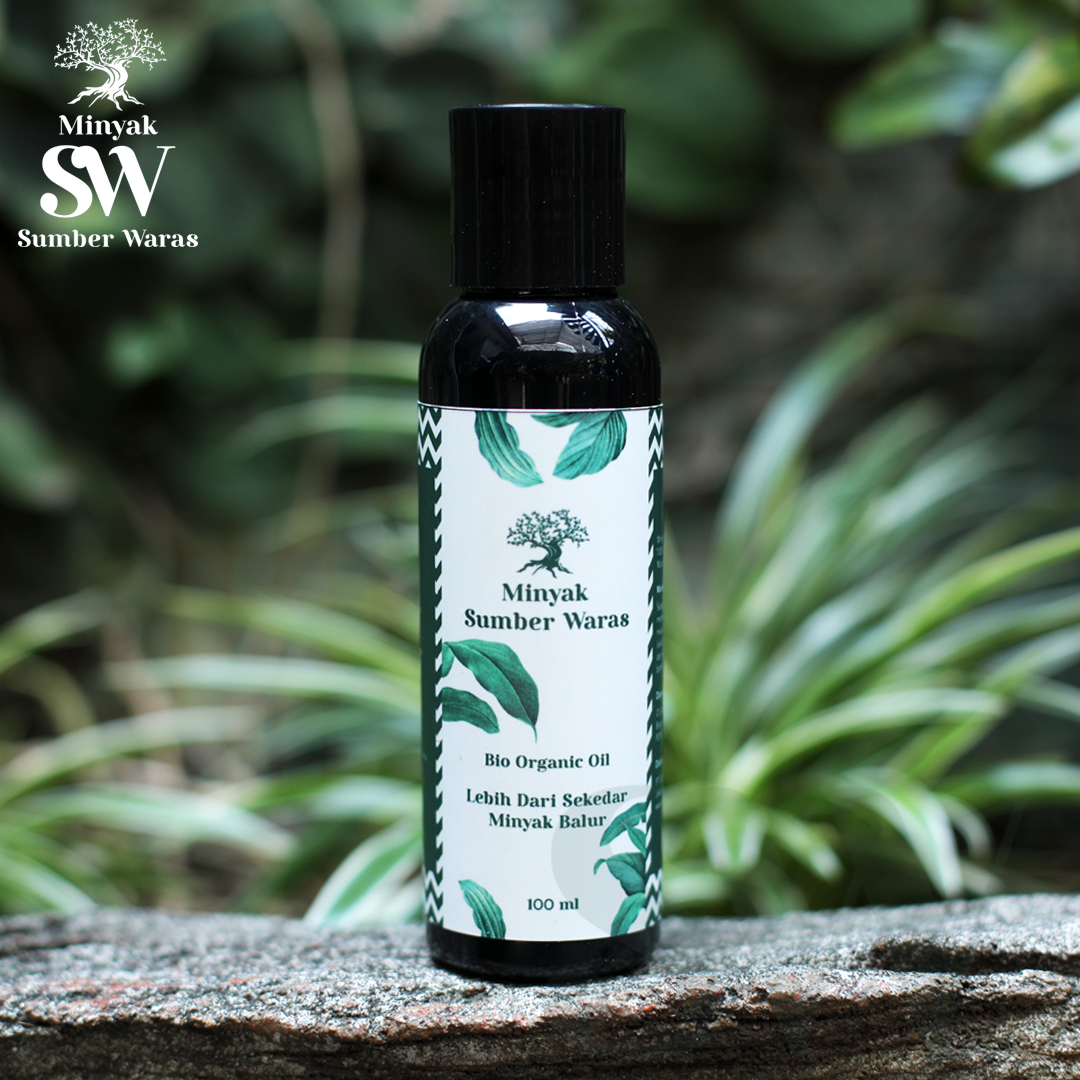 Minyak
SW
Sumber Waras
Minyak
Sumber Waras
Bio Organic Oil
Lebih Dari Sekedar
Minyak Balur
100 ml